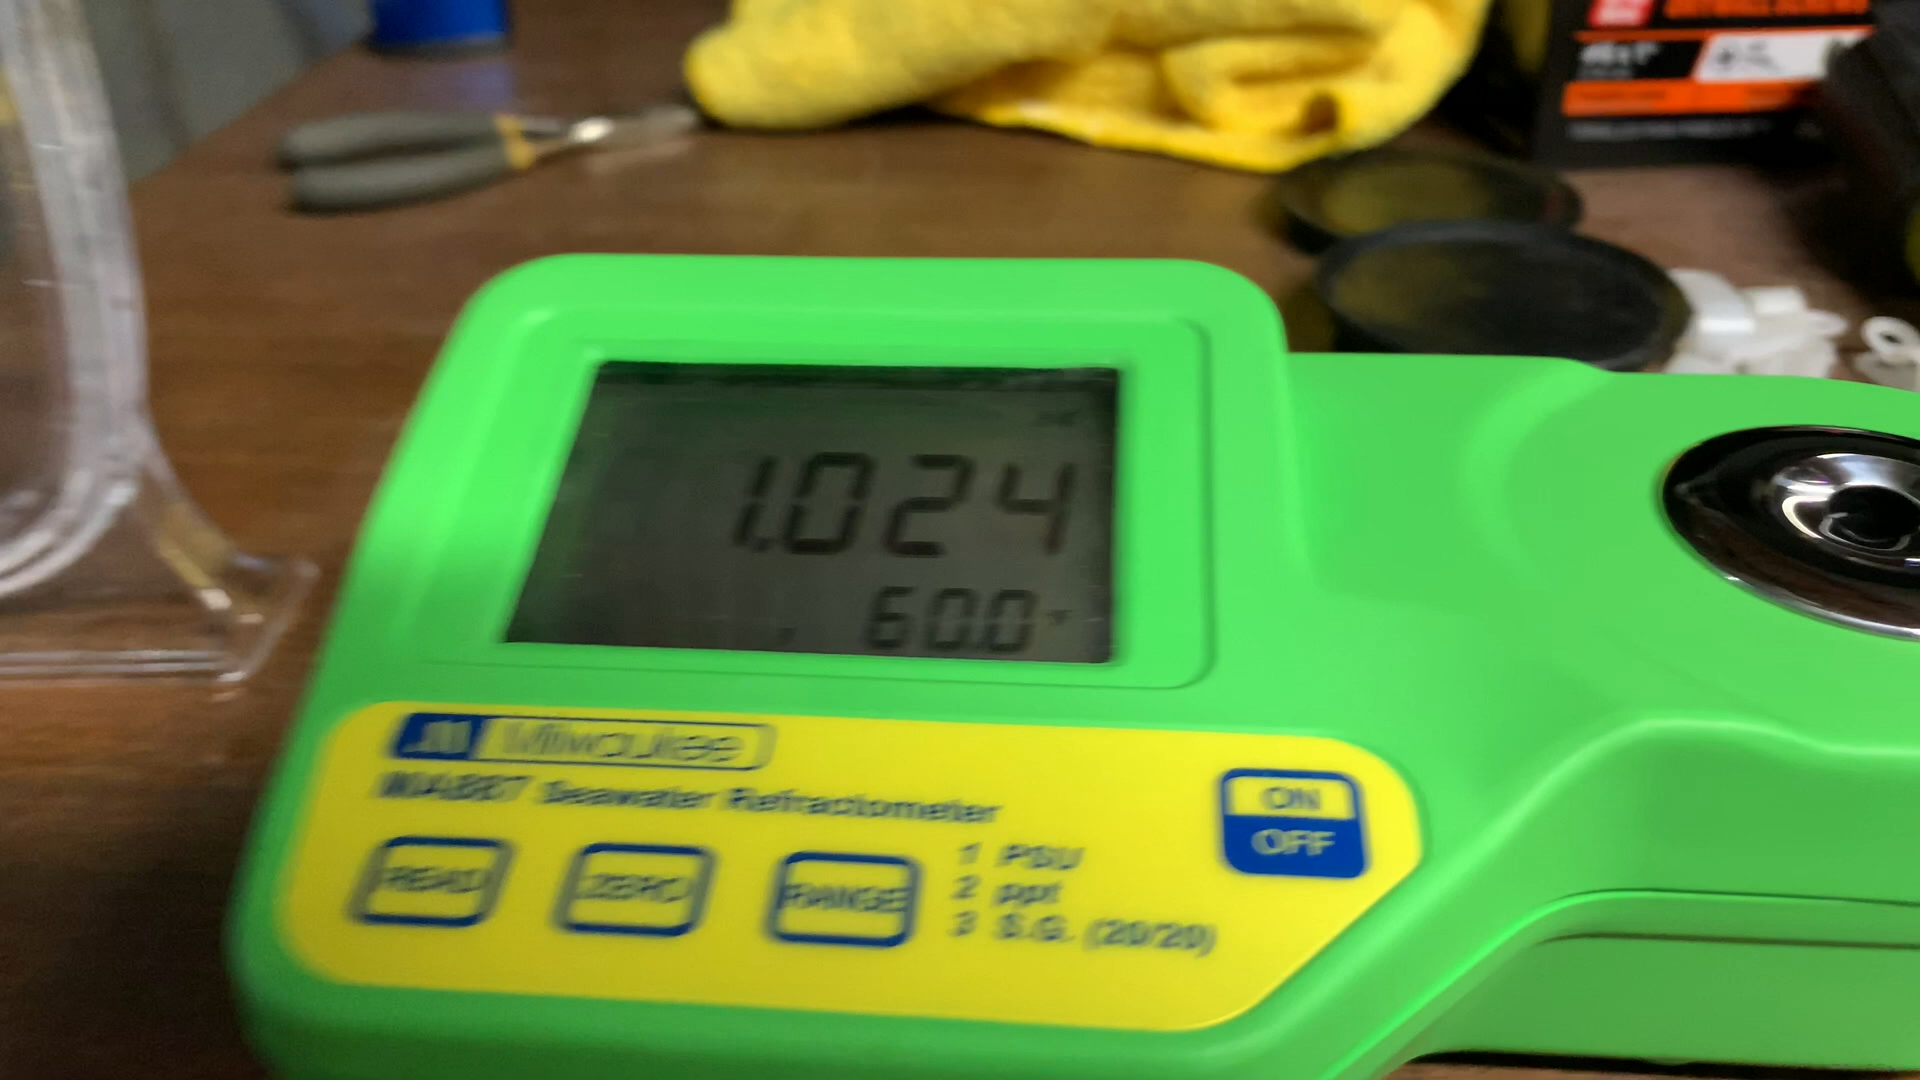 1.024
60.0°F
Milwaukee
MA887 Seawater Refractometer
READ
ZERO
RANGE
1 PSU
2 ppt
3 S.G. (20/20)
ON
OFF